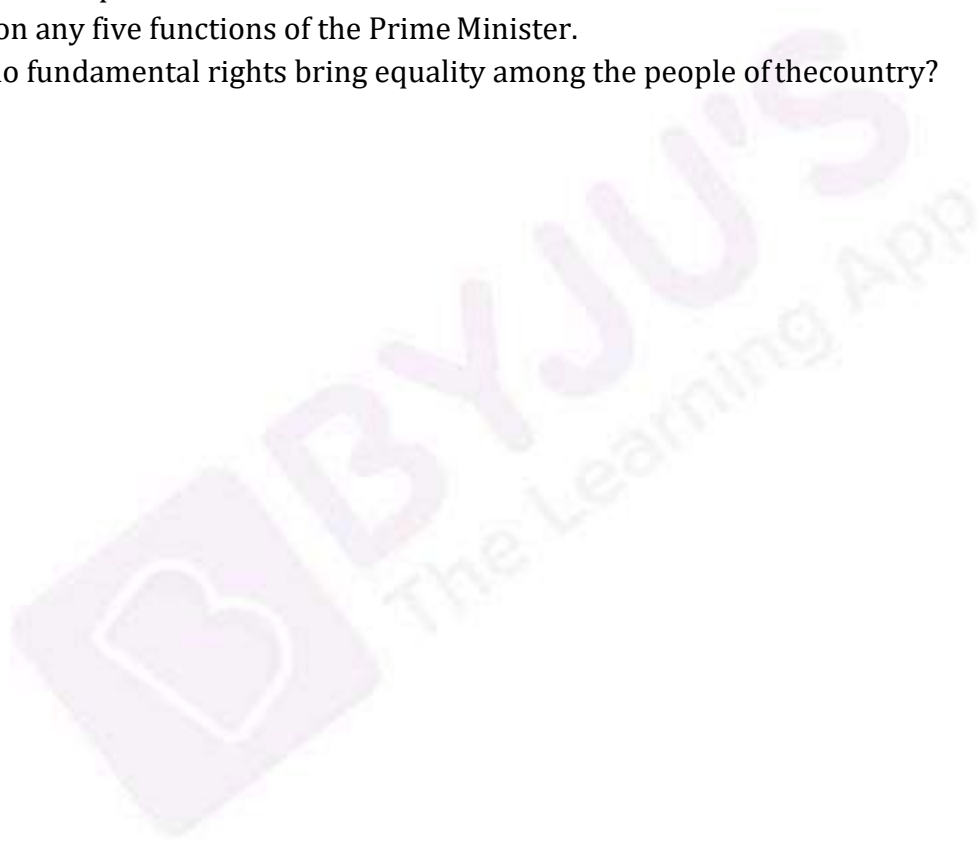 on any five functions of the Prime Minister.
o fundamental rights bring equality among the people of thecountry?
BYJU'S
The Learning App